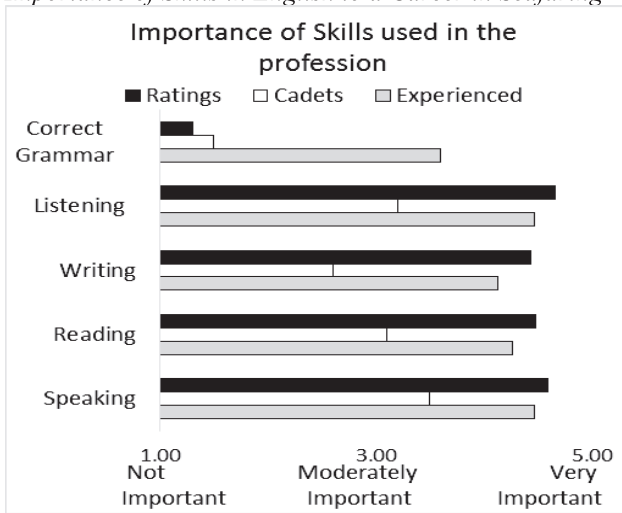 Importance of Skills used in the
profession
Ratings Cadets Experienced
Correct
Grammar
Listening
Writing
Reading
Speaking
1.00 3.00 5.00
Not Moderately Very
Important Important Important